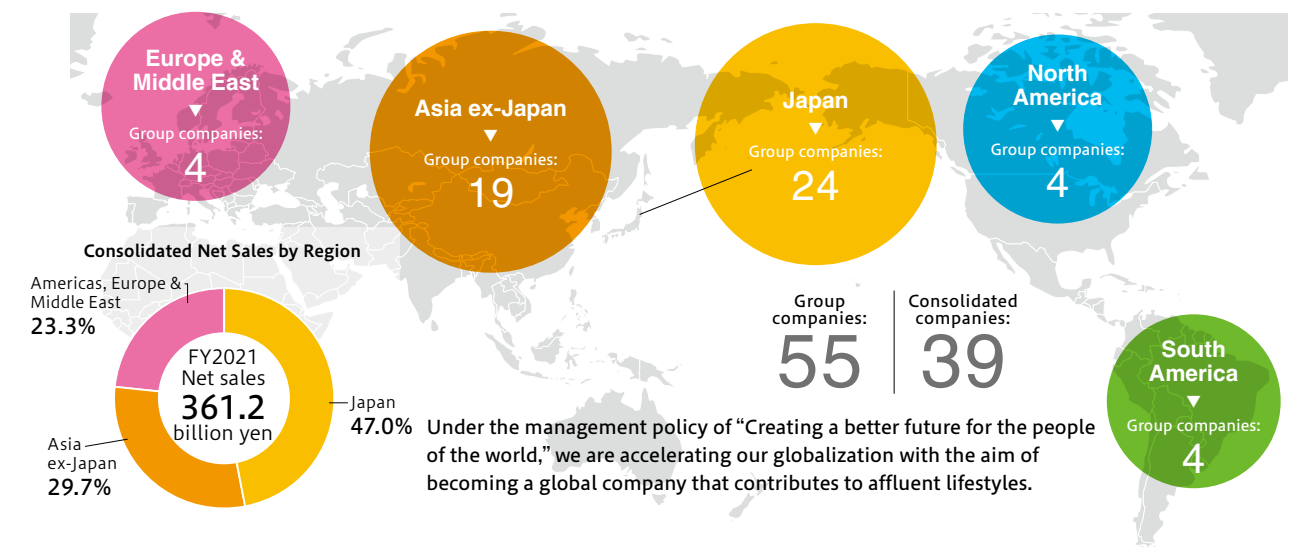 Europe &
Middle East
▼
Group companies:
4
Asia ex-Japan
▼
Group companies:
19
Japan
▼
Group companies:
24
North
America
▼
Group companies:
4
Consolidated Net Sales by Region
Americas, Europe &
Middle East
23.3%
FY2021
Net sales
361.2
billion yen
Japan
47.0%
Asia
ex-Japan
29.7%
Group
companies:
55
Consolidated
companies:
39
South
America
▼
Group companies:
4
Under the management policy of “Creating a better future for the people
of the world,” we are accelerating our globalization with the aim of
becoming a global company that contributes to affluent lifestyles.